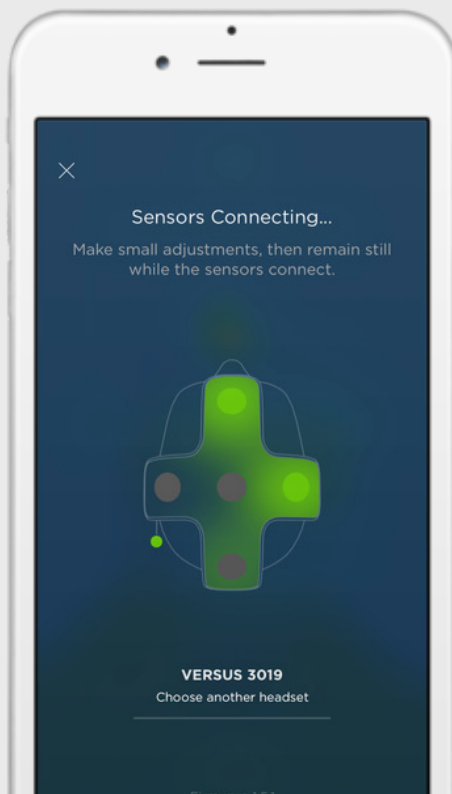 Sensors Connecting...
Make small adjustments, then remain still
while the sensors connect.
VERSUS 3019
Choose another headset